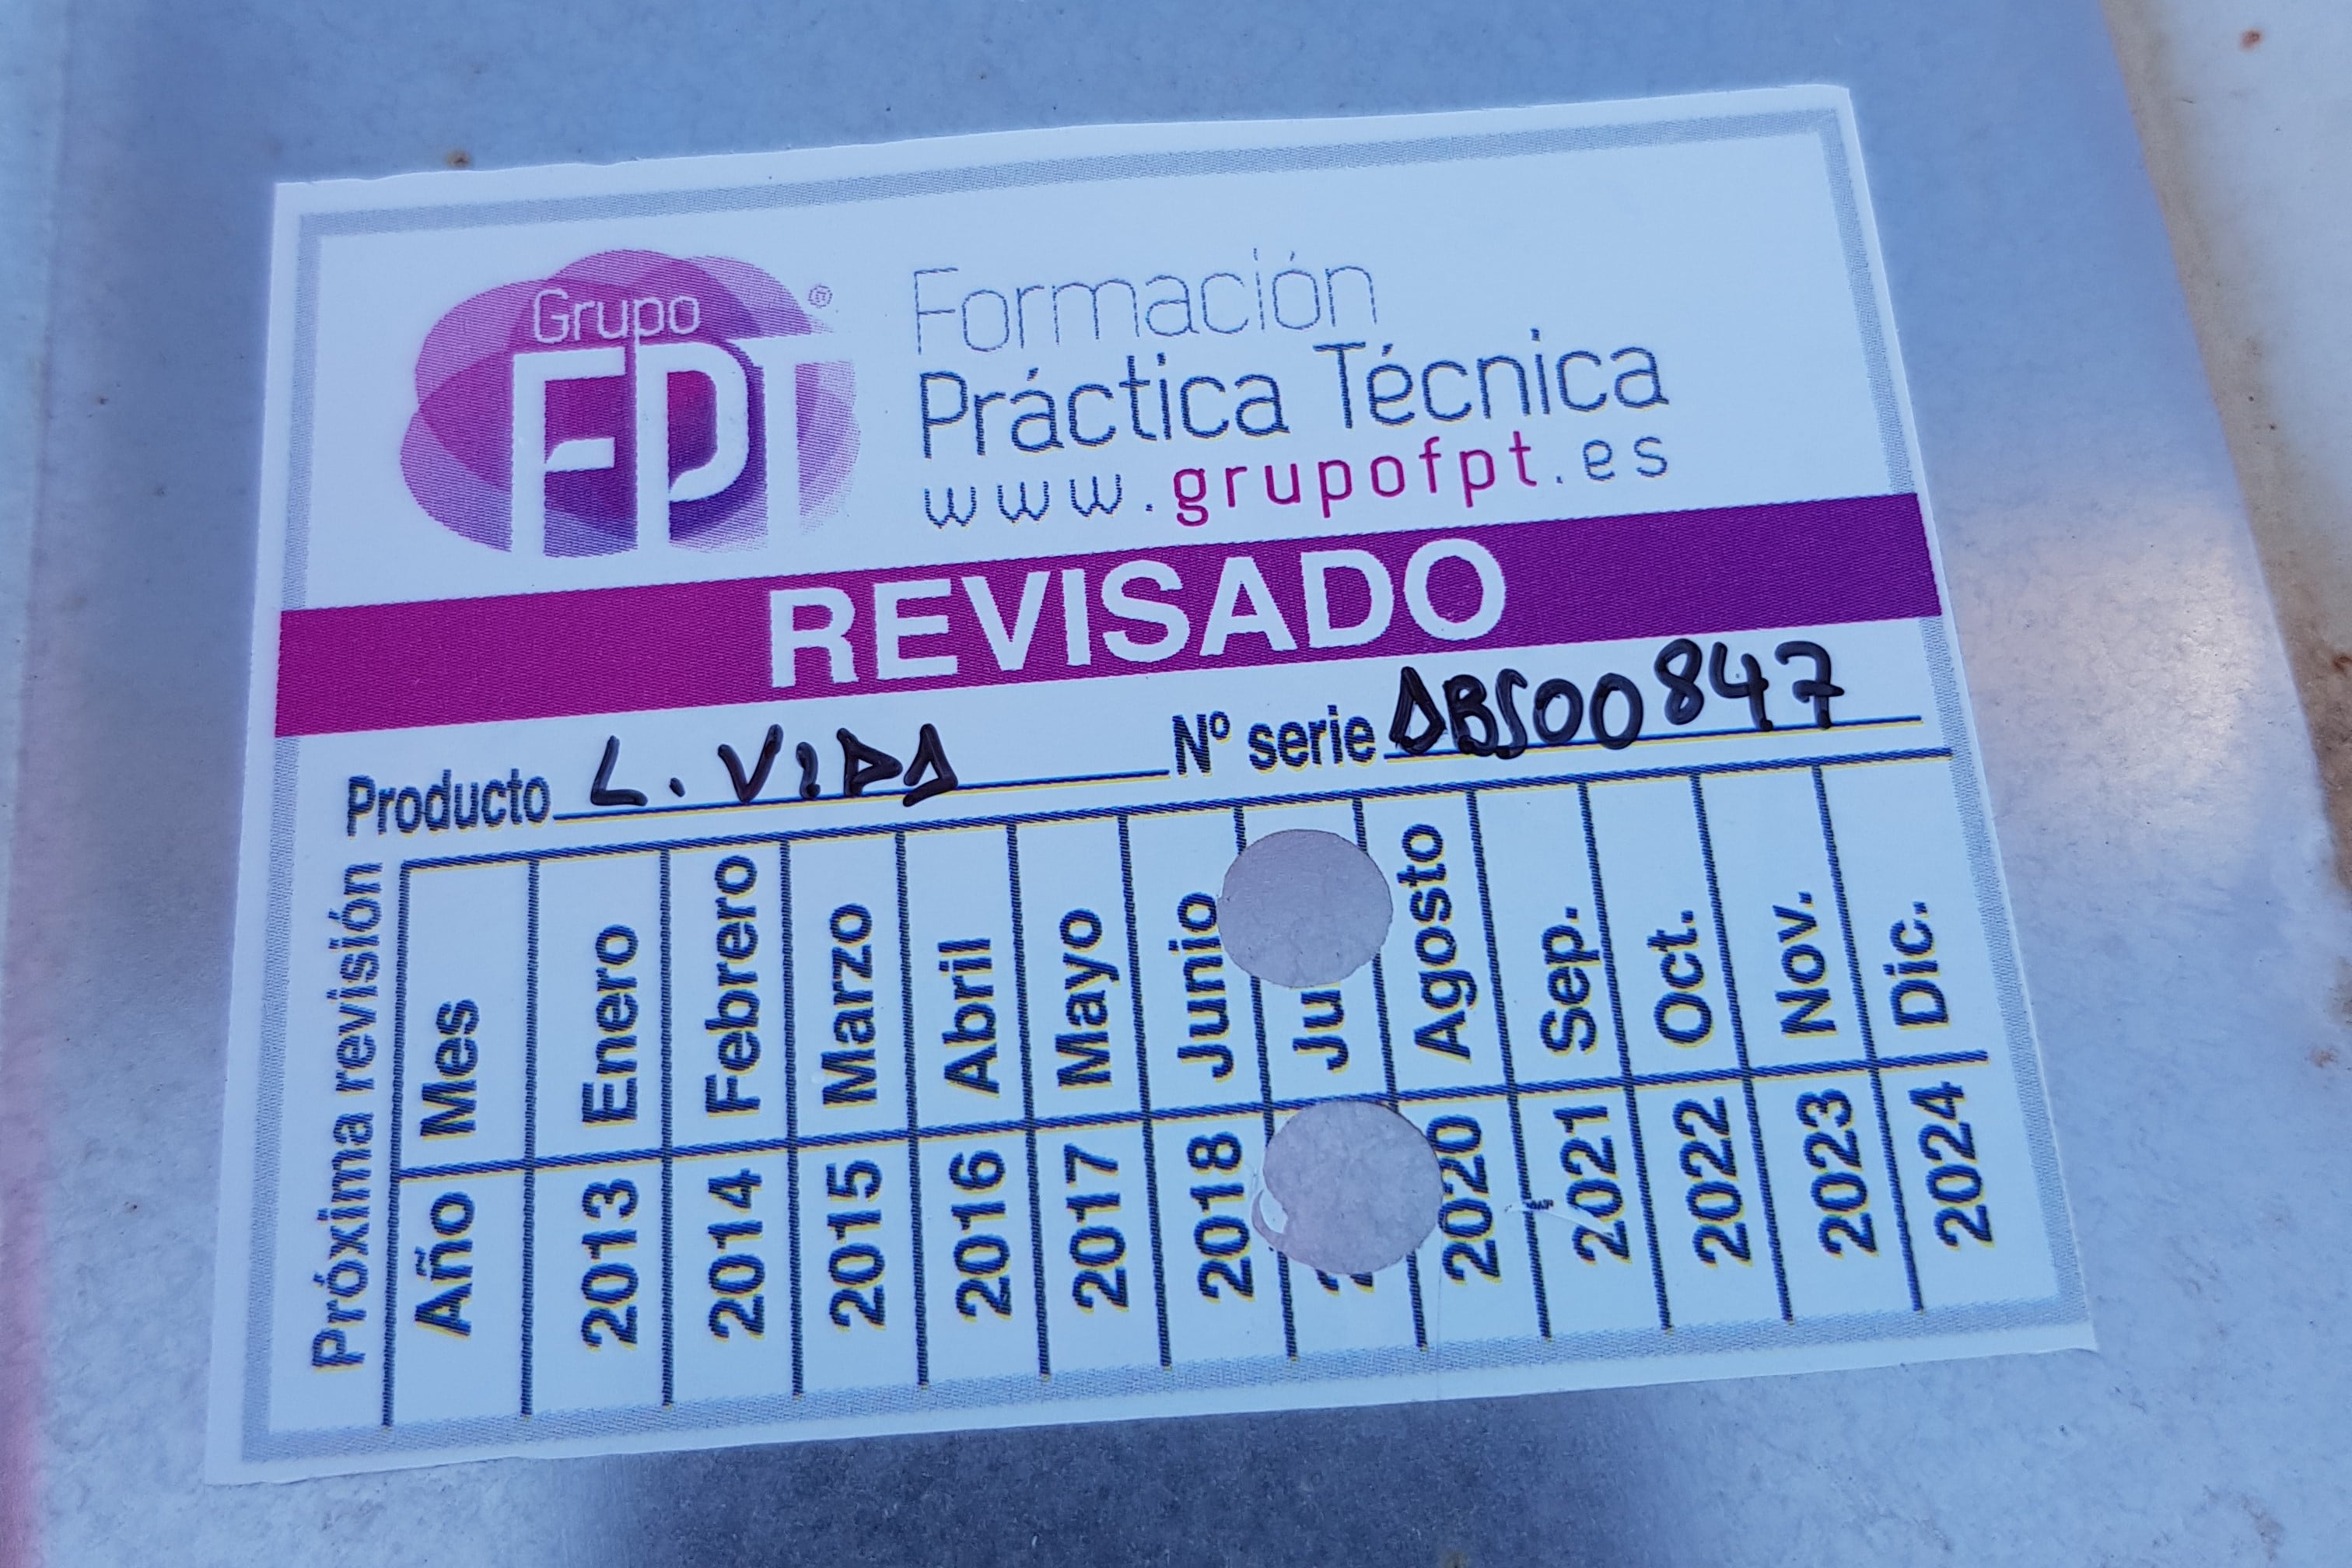 Grupo
FPT®
Formación
Práctica Técnica
www.grupofpt.es
REVISADO
Producto L. VIDA Nº serie ABS00847
Próxima revisión
Mes Enero Febrero Marzo Abril Mayo Junio Ju Agosto Sep. Oct. Nov. Dic.
Año 2013 2014 2015 2016 2017 2018 2020 2021 2022 2023 2024